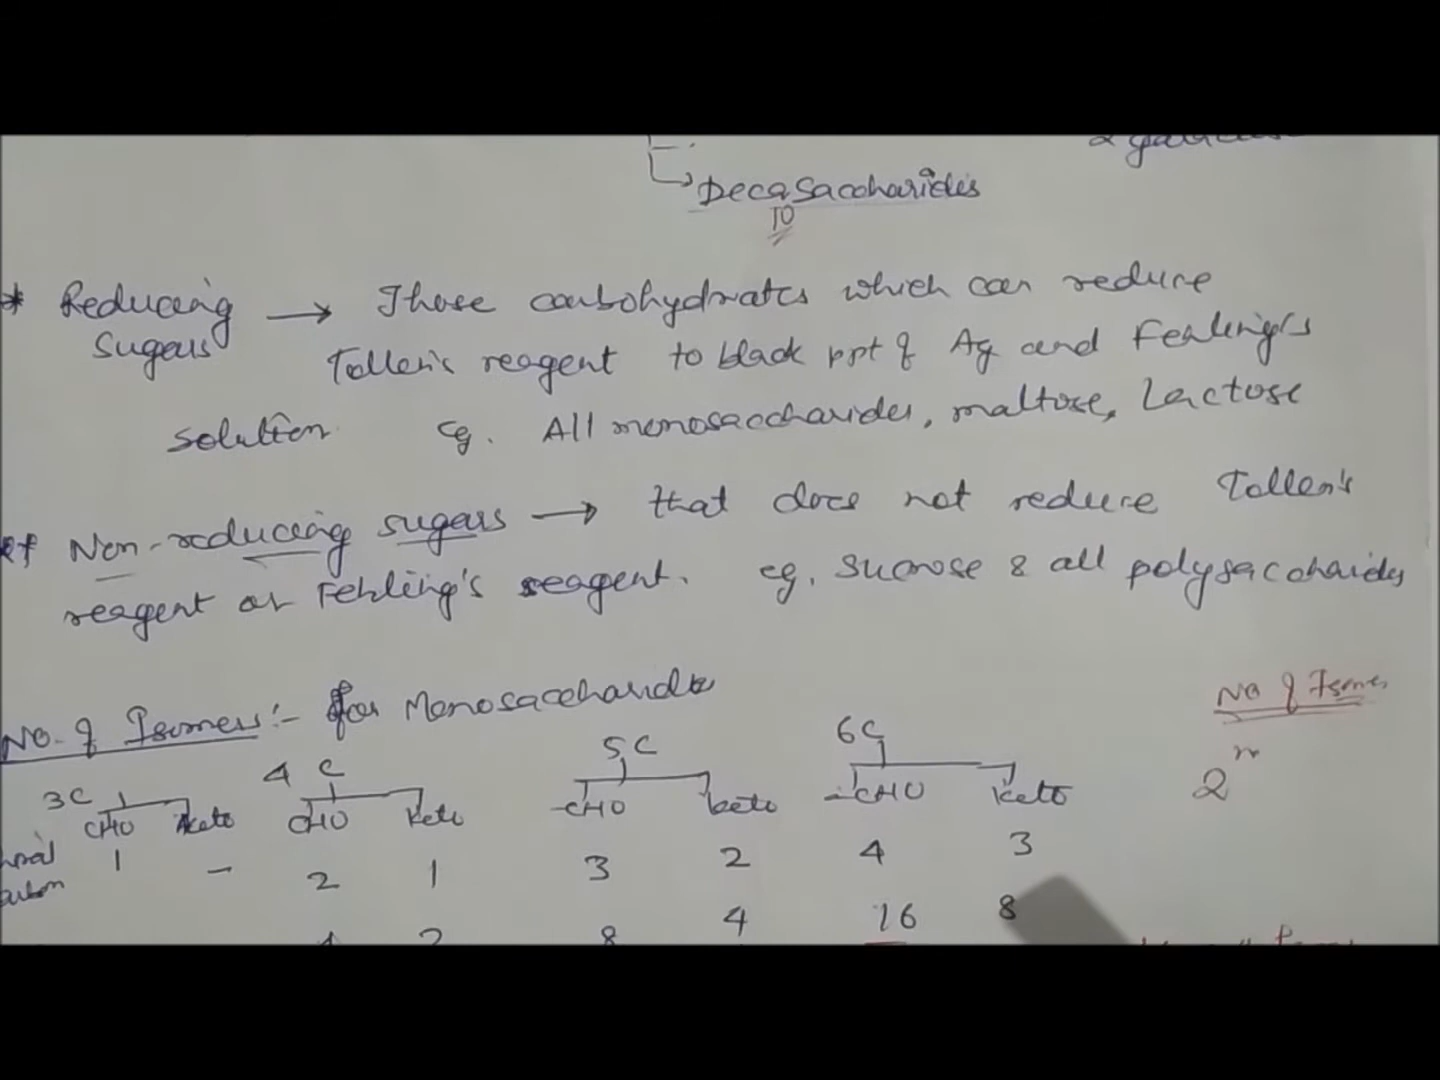 Decasaccharides
10
* Reducing → Those carbohydrates which can reduce
Sugars Tollen's reagent to black ppt of Ag and Fehling's
solution eg. All monosaccharides, maltose, Lactose
Non-reducing sugars → that does not reduce Tollen's
reagent or Fehling's reagent. eg. sucrose & all polysaccharides
No. of Isomers :- for Monosaccharide
No of Isomers
3C 4C 5C 6C
2^n
CHO Keto CHO Keto -CHO keto -CHO Keto
1 - 2 1 3 2 4 3
4 2 8 4 16 8